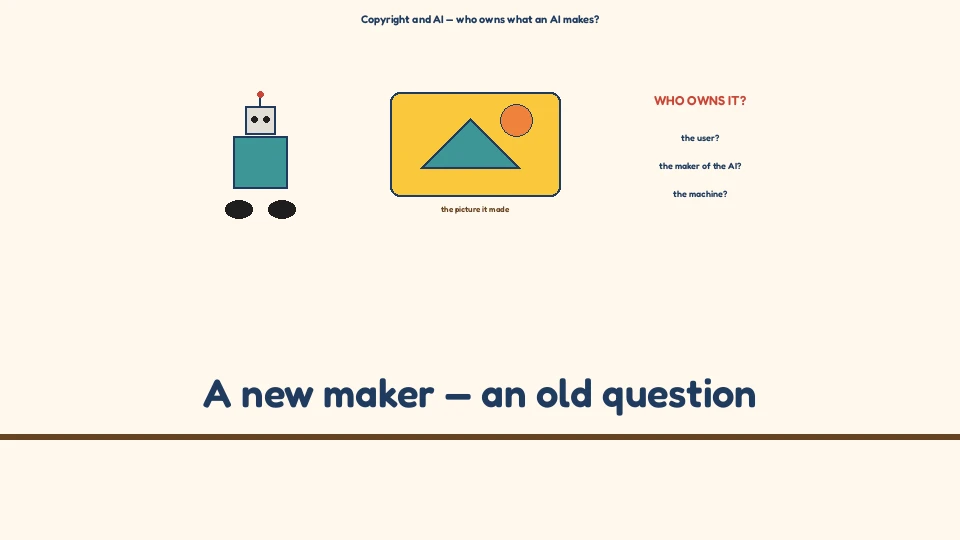 Copyright and AI — who owns what an AI makes?
WHO OWNS IT?
the user?
the maker of the AI?
the machine?
the picture it made
A new maker — an old question